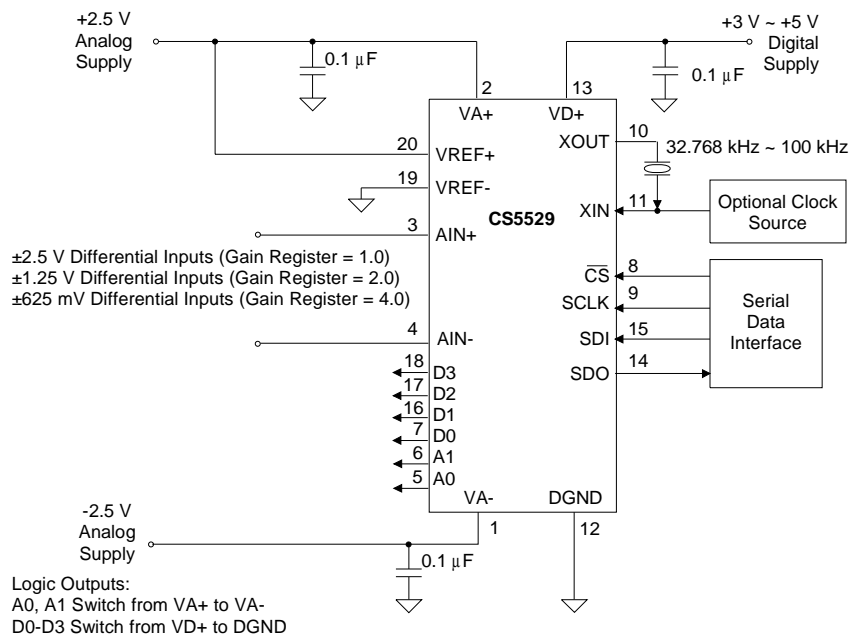 +2.5 V
Analog
Supply
0.1 μF
+3 V ~ +5 V
Digital
Supply
0.1 μF
2
13
VA+
VD+
10
XOUT
32.768 kHz ~ 100 kHz
20
VREF+
19
VREF-
CS5529
11
XIN
Optional Clock
Source
3
AIN+
±2.5 V Differential Inputs (Gain Register = 1.0)
±1.25 V Differential Inputs (Gain Register = 2.0)
±625 mV Differential Inputs (Gain Register = 4.0)
8
CS
9
SCLK
15
SDI
14
SDO
Serial
Data
Interface
4
AIN-
18
D3
17
D2
16
D1
7
D0
6
A1
5
A0
VA-
DGND
1
12
-2.5 V
Analog
Supply
0.1 μF
Logic Outputs:
A0, A1 Switch from VA+ to VA-
D0-D3 Switch from VD+ to DGND